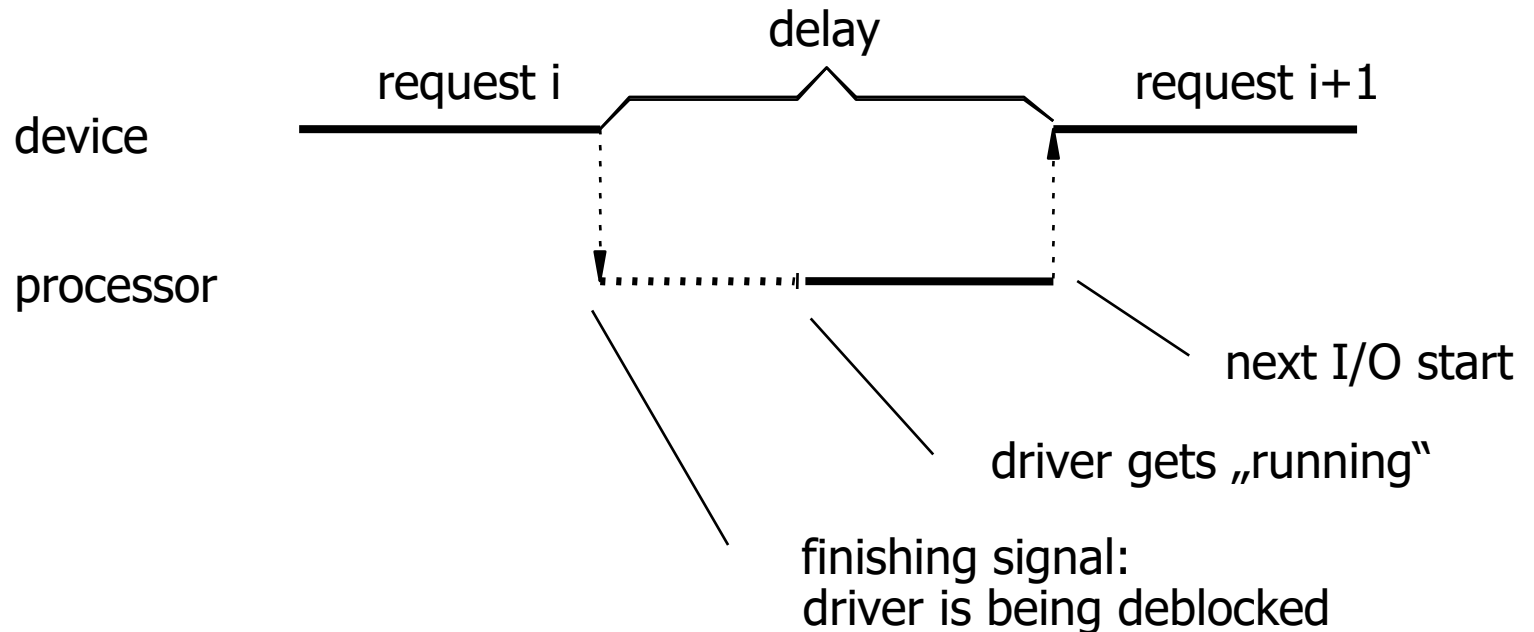 delay
request i
request i+1
device
processor
next I/O start
driver gets „running“
finishing signal:
driver is being deblocked